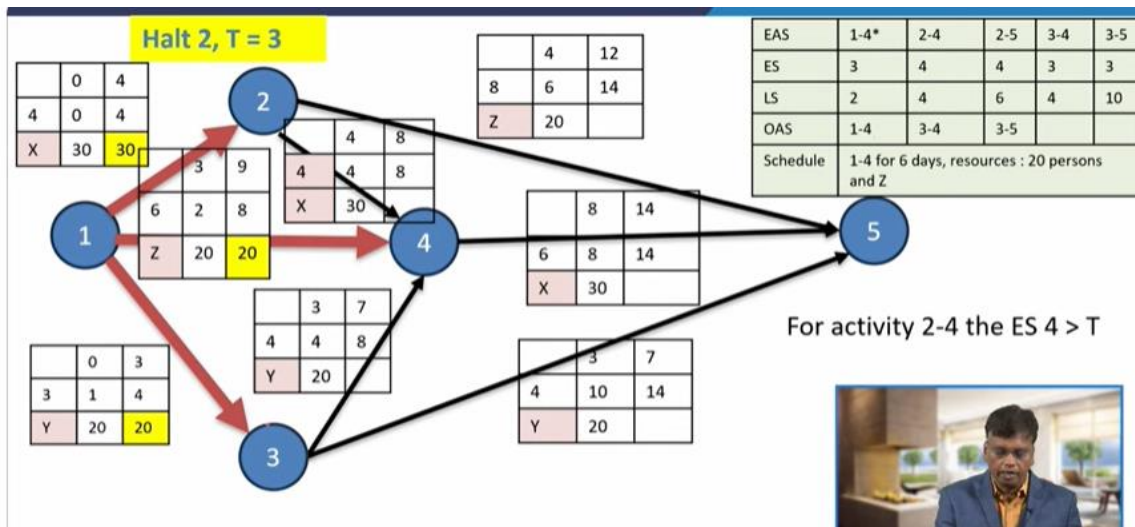 Halt 2, T = 3
EAS 1-4* 2-4 2-5 3-4 3-5
ES 3 4 4 3 3
LS 2 4 6 4 10
OAS 1-4 3-4 3-5
Schedule 1-4 for 6 days, resources : 20 persons
and Z
0 4
4 0 4
X 30 30
2
4 12
8 6 14
Z 20
4 8
4 4 8
X 30
3 9
6 2 8
Z 20 20
1
4
8 14
6 8 14
X 30
5
3 7
4 4 8
Y 20
For activity 2-4 the ES 4 > T
0 3
3 1 4
Y 20 20
3 7
4 10 14
Y 20
3